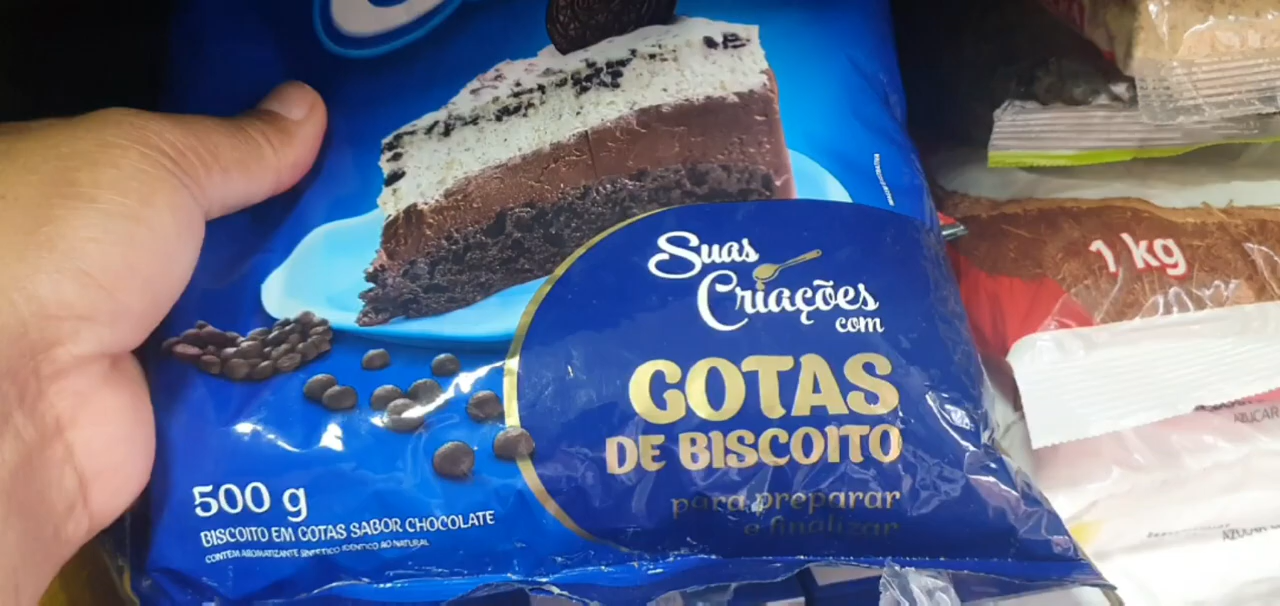 Suas
Criações
com
GOTAS
DE BISCOITO
para preparar
e finalizar
500 g
BISCOITO EM GOTAS SABOR CHOCOLATE
CONTÉM AROMATIZANTE SINTÉTICO IDÊNTICO AO NATURAL
1 kg